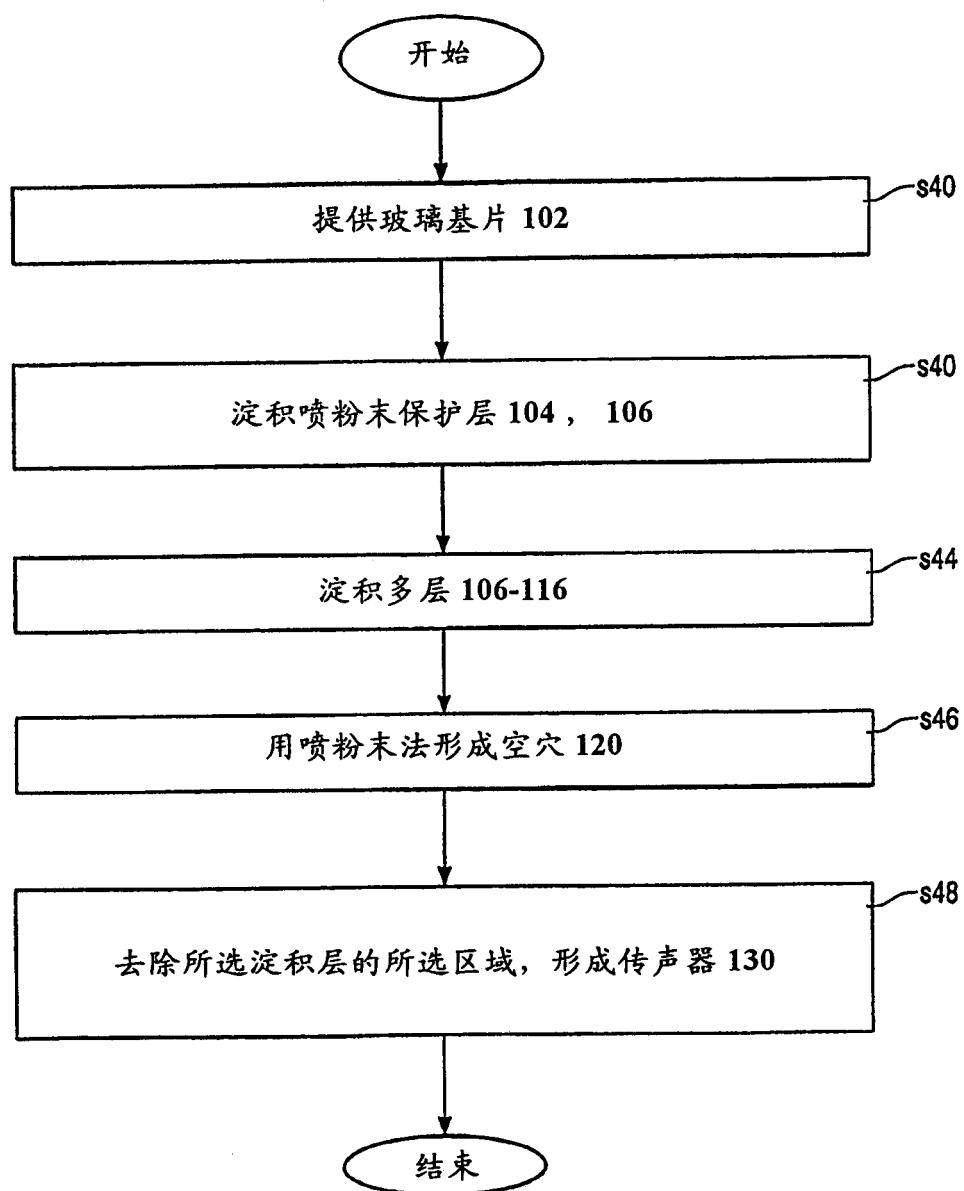 开始
s40
提供玻璃基片 102
s40
淀积喷粉末保护层 104， 106
s44
淀积多层 106-116
s46
用喷粉末法形成空穴 120
s48
去除所选淀积层的所选区域，形成传声器 130
结束